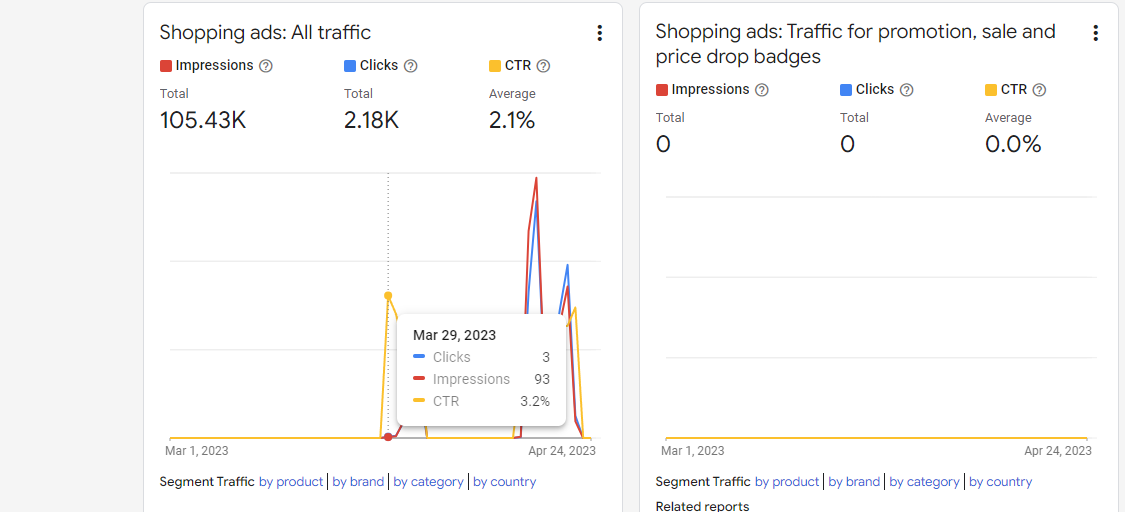 Shopping ads: All traffic
Impressions Clicks CTR
Total Total Average
105.43K 2.18K 2.1%
Mar 29, 2023
Clicks 3
Impressions 93
CTR 3.2%
Mar 1, 2023 Apr 24, 2023
Segment Traffic by product | by brand | by category | by country
Shopping ads: Traffic for promotion, sale and
price drop badges
Impressions Clicks CTR
Total Total Average
0 0 0.0%
Mar 1, 2023 Apr 24, 2023
Segment Traffic by product | by brand | by category | by country
Related reports